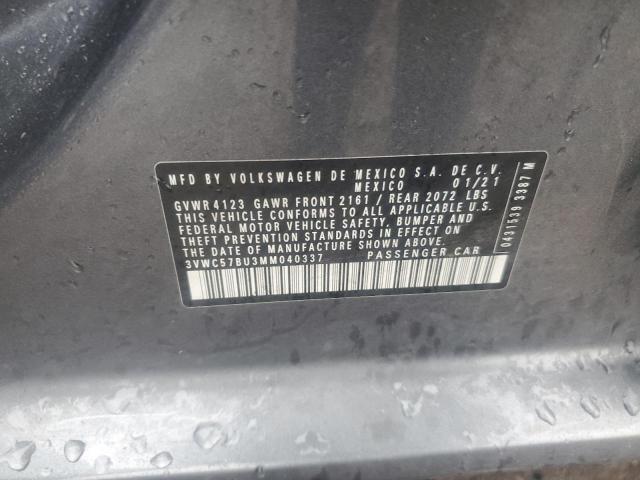 MFD BY VOLKSWAGEN DE MEXICO S.A. DE C.V.
MEXICO 01/21
GVWR 4123 GAWR FRONT 2161 / REAR 2072 LBS
THIS VEHICLE CONFORMS TO ALL APPLICABLE U.S.
FEDERAL MOTOR VEHICLE SAFETY, BUMPER AND
THEFT PREVENTION STANDARDS IN EFFECT ON
THE DATE OF MANUFACTURE SHOWN ABOVE.
3VWC57BU3MM040337 PASSENGER CAR
0431539 3387 M